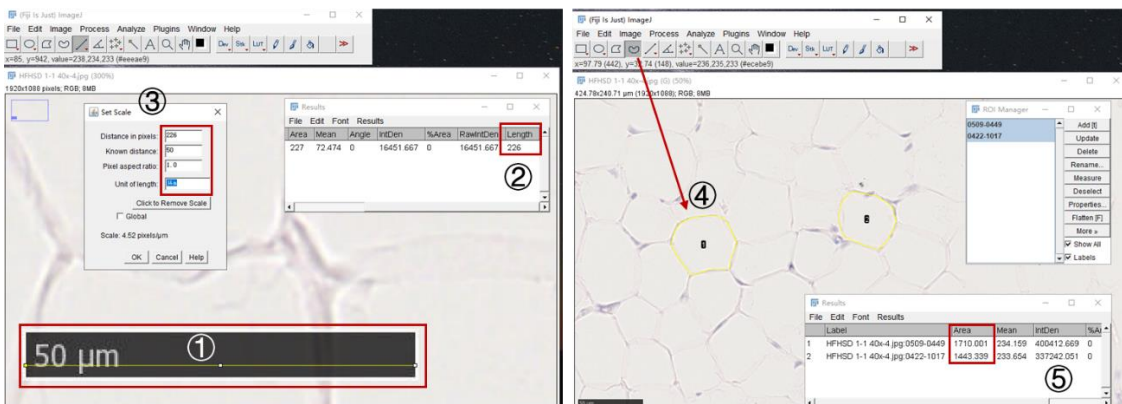 (Fiji Is Just) ImageJ
File Edit Image Process Analyze Plugins Window Help
Dev Stk LUT
x=85, y=942, value=238,234,233 (#eeeae9)
HFHSD 1-1 40x-4.jpg (300%)
1920x1088 pixels; RGB; 8MB
Set Scale
③
Distance in pixels: 226
Known distance: 50
Pixel aspect ratio: 1.0
Unit of length:
Click to Remove Scale
Global
Scale: 4.52 pixels/µm
OK Cancel Help
Results
File Edit Font Results
Area Mean Angle IntDen %Area RawIntDen Length
227 72.474 0 16451.667 0 16451.667 226
②
50 µm
①
(Fiji Is Just) ImageJ
File Edit Image Process Analyze Plugins Window Help
Dev Stk LUT
HFHSD 1-1 40x-4.jpg (G) (50%)
424.78x240.71 µm (1920x1088); RGB; 8MB
④
1
2
ROI Manager
0509-0449
0422-1017
Add [t]
Update
Delete
Rename...
Measure
Deselect
Properties...
Flatten [F]
More »
Show All
Labels
Results
File Edit Font Results
Label Area Mean IntDen
1 HFHSD 1-1 40x-4.jpg:0509-0449 1710.001 234.159 400412.669 0
2 HFHSD 1-1 40x-4.jpg:0422-1017 1443.339 233.654 337242.051 0
⑤